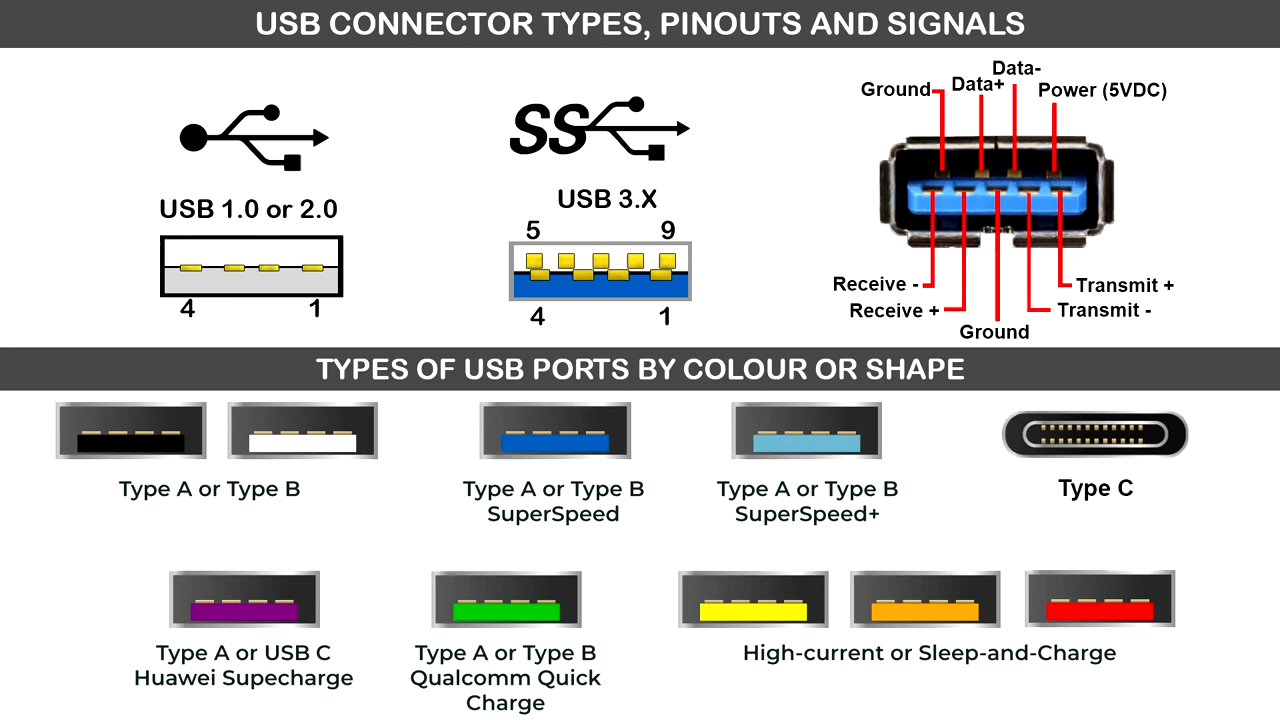 USB CONNECTOR TYPES, PINOUTS AND SIGNALS
SS
USB 1.0 or 2.0
4 1
USB 3.X
5 9
4 1
Data-
Ground Data+ Power (5VDC)
Receive - Transmit +
Receive + Transmit -
Ground
TYPES OF USB PORTS BY COLOUR OR SHAPE
Type A or Type B
Type A or Type B
SuperSpeed
Type A or Type B
SuperSpeed+
Type C
Type A or USB C
Huawei Supecharge
Type A or Type B
Qualcomm Quick
Charge
High-current or Sleep-and-Charge